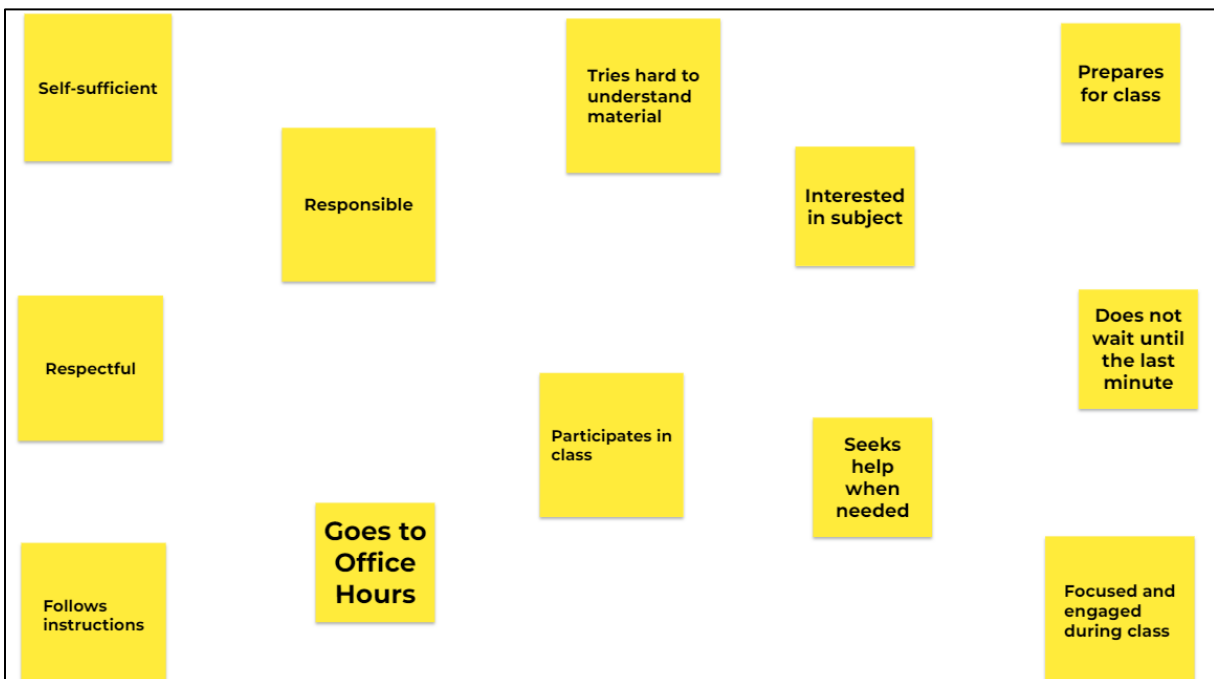 Self-sufficient
Tries hard to
understand
material
Prepares
for class
Responsible
Interested
in subject
Respectful
Does not
wait until
the last
minute
Participates in
class
Seeks
help
when
needed
Goes to
Office
Hours
Follows
instructions
Focused and
engaged
during class